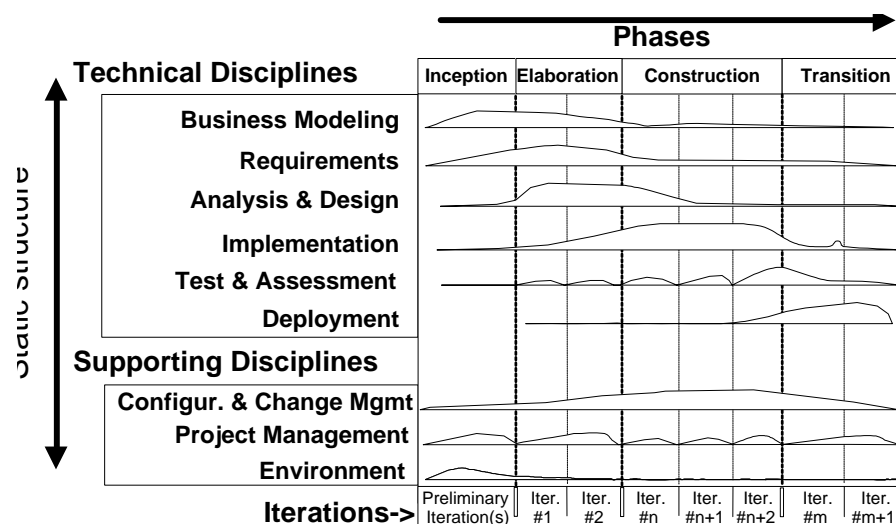 Phases
Technical Disciplines
Inception Elaboration Construction Transition
Business Modeling
Requirements
Analysis & Design
Implementation
Test & Assessment
Deployment
Supporting Disciplines
Configur. & Change Mgmt
Project Management
Environment
Static structure
Iterations->
Preliminary
Iteration(s)
Iter.
#1
Iter.
#2
Iter.
#n
Iter.
#n+1
Iter.
#n+2
Iter.
#m
Iter.
#m+1